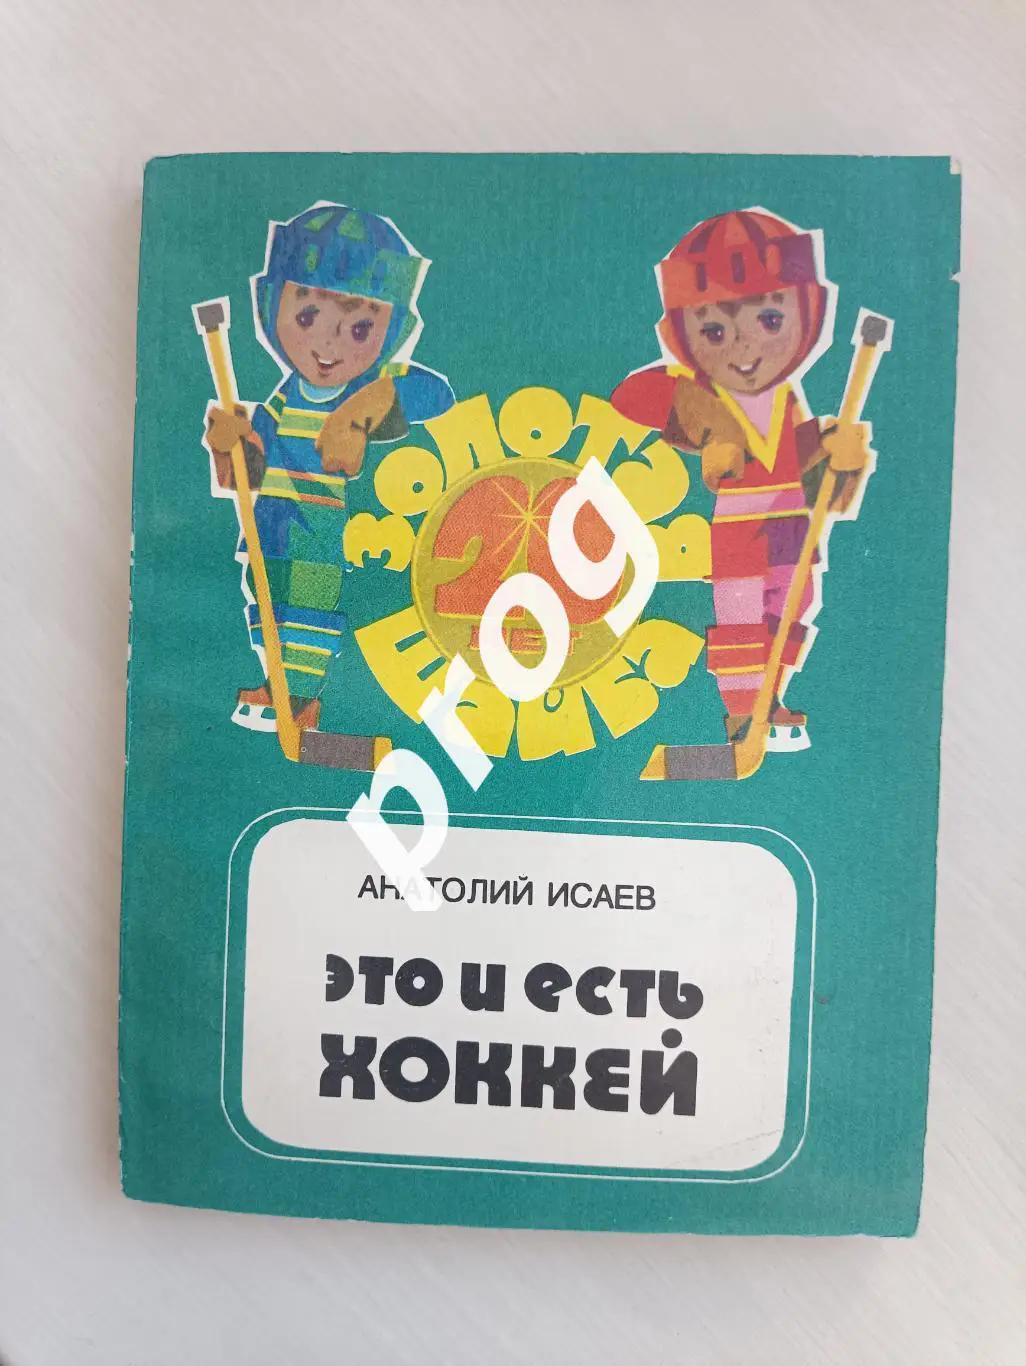 ЗОЛОТАЯ
ШАЙБА
20
ЛЕТ
prog
АНАТОЛИЙ ИСАЕВ
ЭТО И ЕСТЬ
ХОККЕЙ